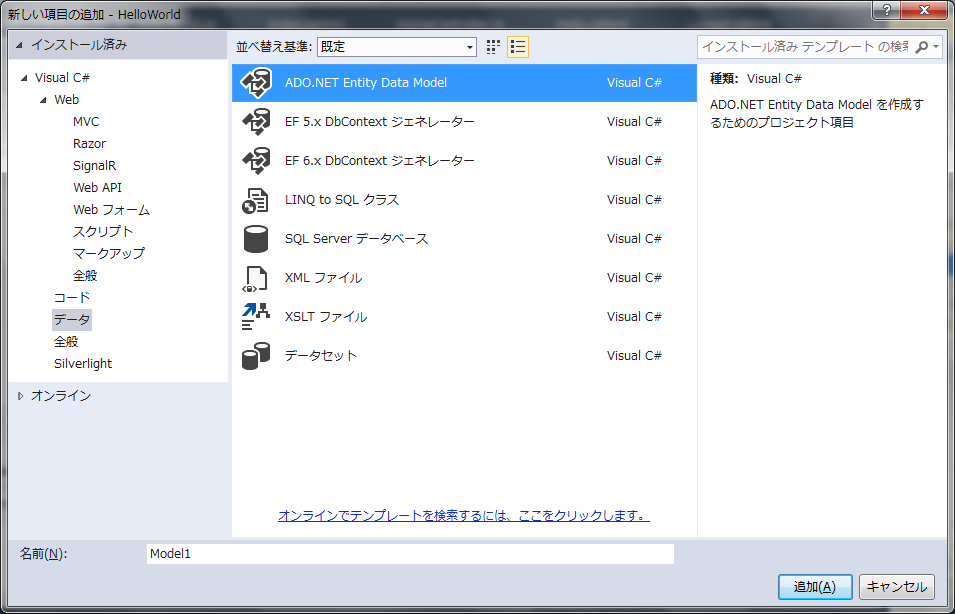 新しい項目の追加 - HelloWorld
インストール済み
並べ替え基準: 既定
インストール済み テンプレート の検索
Visual C#
Web
MVC
Razor
SignalR
Web API
Web フォーム
スクリプト
マークアップ
全般
コード
データ
全般
Silverlight
オンライン
ADO.NET Entity Data Model Visual C#
EF 5.x DbContext ジェネレーター Visual C#
EF 6.x DbContext ジェネレーター Visual C#
LINQ to SQL クラス Visual C#
SQL Server データベース Visual C#
XML ファイル Visual C#
XSLT ファイル Visual C#
データセット Visual C#
オンラインでテンプレートを検索するには、ここをクリックします。
種類: Visual C#
ADO.NET Entity Data Model を作成す
るためのプロジェクト項目
名前(N): Model1
追加(A) キャンセル